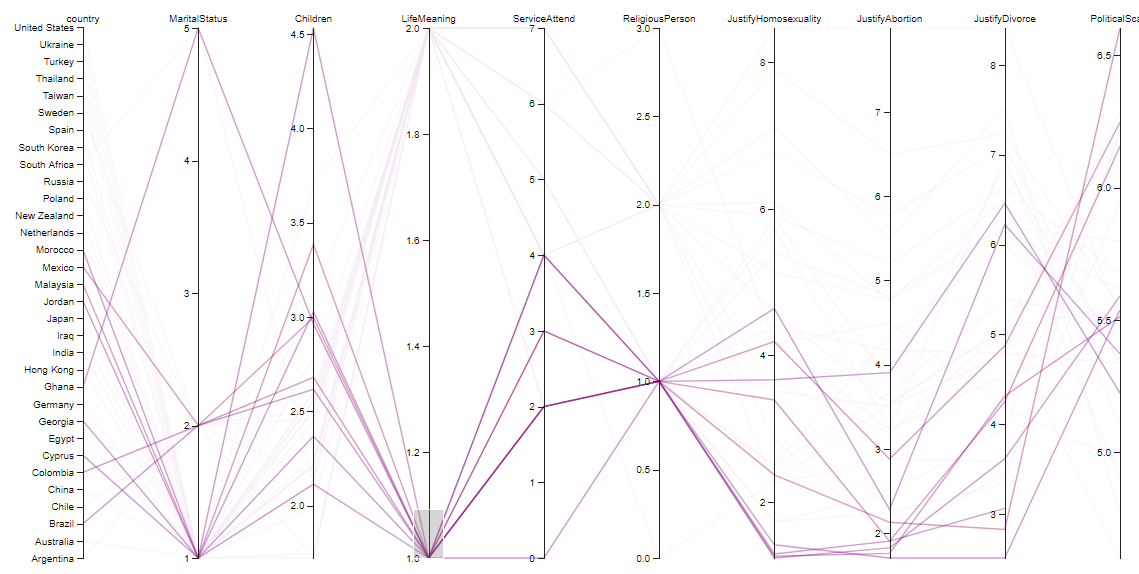 country MaritalStatus Children LifeMeaning ServiceAttend ReligiousPerson JustifyHomosexuality JustifyAbortion JustifyDivorce PoliticalSca
United States
Ukraine
Turkey
Thailand
Taiwan
Sweden
Spain
South Korea
South Africa
Russia
Poland
New Zealand
Netherlands
Morocco
Mexico
Malaysia
Jordan
Japan
Iraq
India
Hong Kong
Ghana
Germany
Georgia
Egypt
Cyprus
Colombia
China
Chile
Brazil
Australia
Argentina
5
4
3
2
1
4.5
4.0
3.5
3.0
2.5
2.0
2.0
1.8
1.6
1.4
1.2
1.0
7
6
5
4
3
2
1
0
3.0
2.5
2.0
1.5
1.0
0.5
0.0
8
6
4
2
7
6
5
4
3
2
8
7
6
5
4
3
6.5
6.0
5.5
5.0